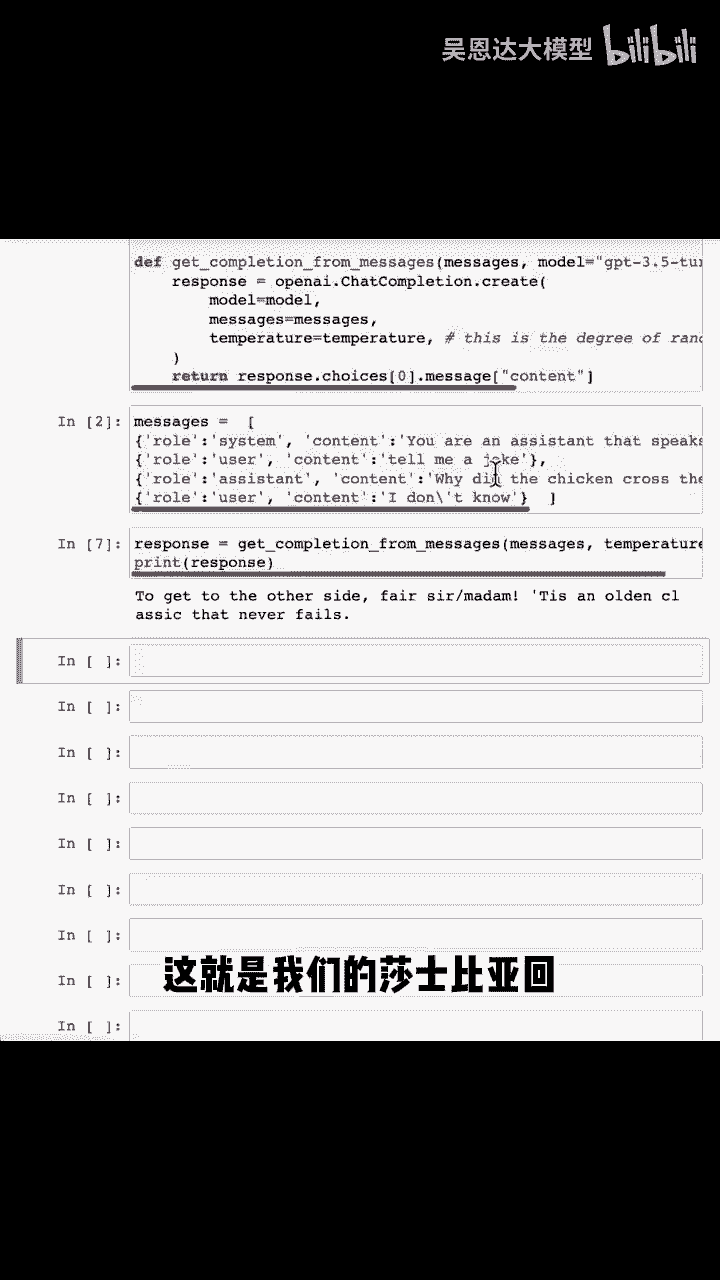 吴恩达大模型 bilibili
def get_completion_from_messages(messages, model="gpt-3.5-tu
response = openai.ChatCompletion.create(
model=model,
messages=messages,
temperature=temperature, # this is the degree of ran
)
return response.choices[0].message["content"]
In [2]: messages = [
{'role':'system', 'content':'You are an assistant that speaks
{'role':'user', 'content':'tell me a joke'},
{'role':'assistant', 'content':'Why did the chicken cross the
{'role':'user', 'content':'I don\'t know'} ]
In [7]: response = get_completion_from_messages(messages, temperature
print(response)
To get to the other side, fair sir/madam! 'Tis an olden cl
assic that never fails.
In [ ]:
In [ ]:
In [ ]:
In [ ]:
In [ ]:
In [ ]:
In [ ]:
In [ ]:
这就是我们的莎士比亚回
In [ ]: